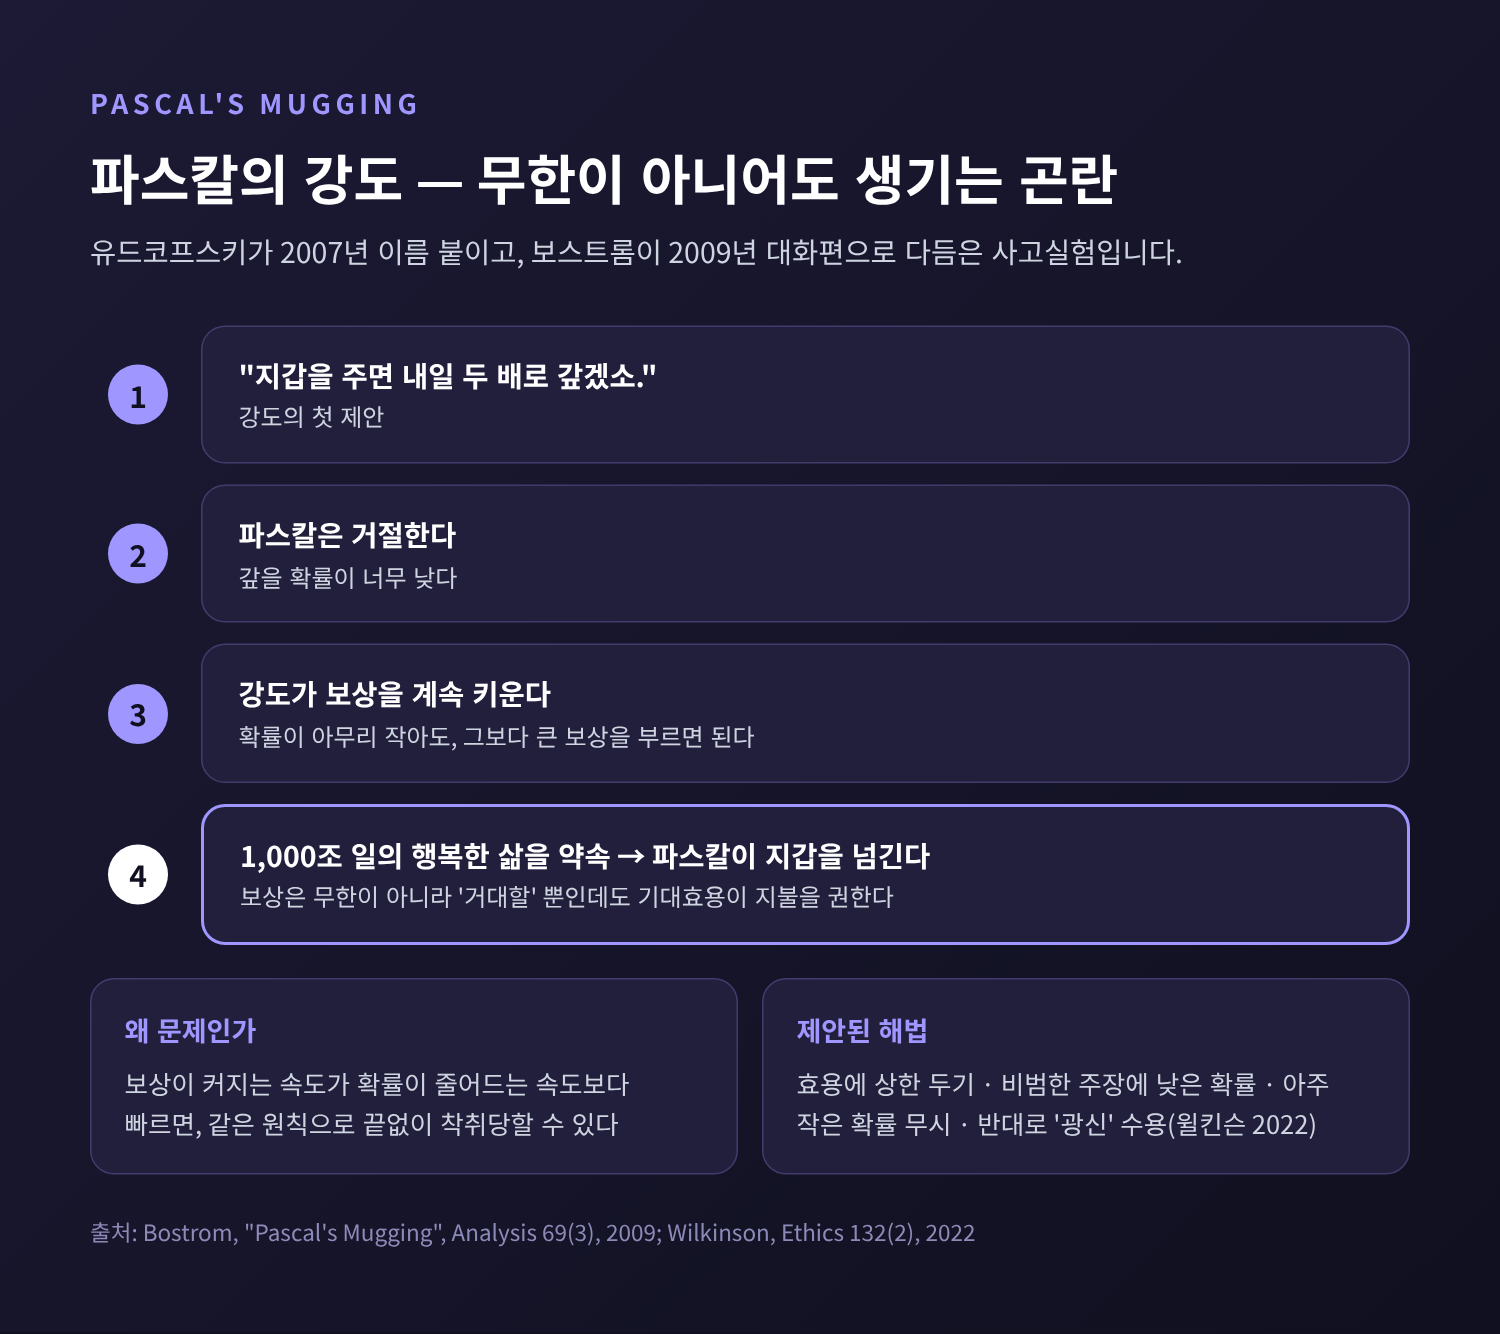 PASCAL'S MUGGING
파스칼의 강도 — 무한이 아니어도 생기는 곤란
유드코프스키가 2007년 이름 붙이고, 보스트롬이 2009년 대화편으로 다듬은 사고실험입니다.
1
"지갑을 주면 내일 두 배로 갚겠소."
강도의 첫 제안
2
파스칼은 거절한다
갚을 확률이 너무 낮다
3
강도가 보상을 계속 키운다
확률이 아무리 작아도, 그보다 큰 보상을 부르면 된다
4
1,000조 일의 행복한 삶을 약속 → 파스칼이 지갑을 넘긴다
보상은 무한이 아니라 '거대할' 뿐인데도 기대효용이 지불을 권한다
왜 문제인가
보상이 커지는 속도가 확률이 줄어드는 속도보다
빠르면, 같은 원칙으로 끝없이 착취당할 수 있다
제안된 해법
효용에 상한 두기 · 비범한 주장에 낮은 확률 · 아주
작은 확률 무시 · 반대로 '광신' 수용(윌킨슨 2022)
출처: Bostrom, "Pascal's Mugging", Analysis 69(3), 2009; Wilkinson, Ethics 132(2), 2022